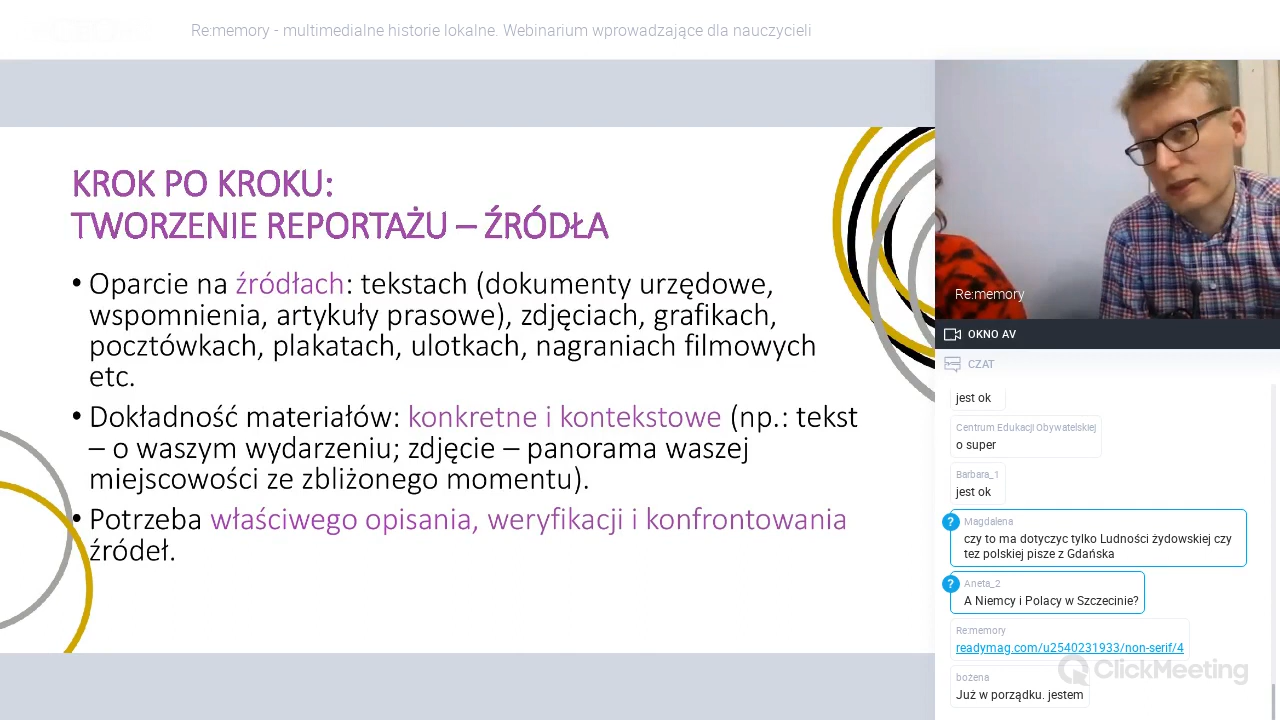 Re:memory - multimedialne historie lokalne. Webinarium wprowadzające dla nauczycieli
KROK PO KROKU:
TWORZENIE REPORTAŻU – ŹRÓDŁA
• Oparcie na źródłach: tekstach (dokumenty urzędowe,
wspomnienia, artykuły prasowe), zdjęciach, grafikach,
pocztówkach, plakatach, ulotkach, nagraniach filmowych
etc.
• Dokładność materiałów: konkretne i kontekstowe (np.: tekst
– o waszym wydarzeniu; zdjęcie – panorama waszej
miejscowości ze zbliżonego momentu).
• Potrzeba właściwego opisania, weryfikacji i konfrontowania
źródeł.
Re:memory
OKNO AV
CZAT
jest ok
Centrum Edukacji Obywatelskiej
o super
Barbara_1
jest ok
? Magdalena
czy to ma dotyczyc tylko Ludności żydowskiej czy
tez polskiej pisze z Gdańska
? Aneta_2
A Niemcy i Polacy w Szczecinie?
Re:memory
readymag.com/u2540231933/non-serif/4
ClickMeeting
bożena
Już w porządku. jestem